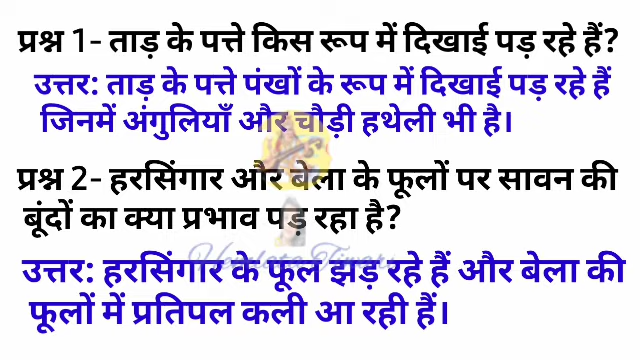 प्रश्न 1- ताड़ के पत्ते किस रूप में दिखाई पड़ रहे हैं?
उत्तर: ताड़ के पत्ते पंखों के रूप में दिखाई पड़ रहे हैं
जिनमें अंगुलियाँ और चौड़ी हथेली भी है।
प्रश्न 2- हरसिंगार और बेला के फूलों पर सावन की
बूंदों का क्या प्रभाव पड़ रहा है?
उत्तर: हरसिंगार के फूल झड़ रहे हैं और बेला की
फूलों में प्रतिपल कली आ रही हैं।